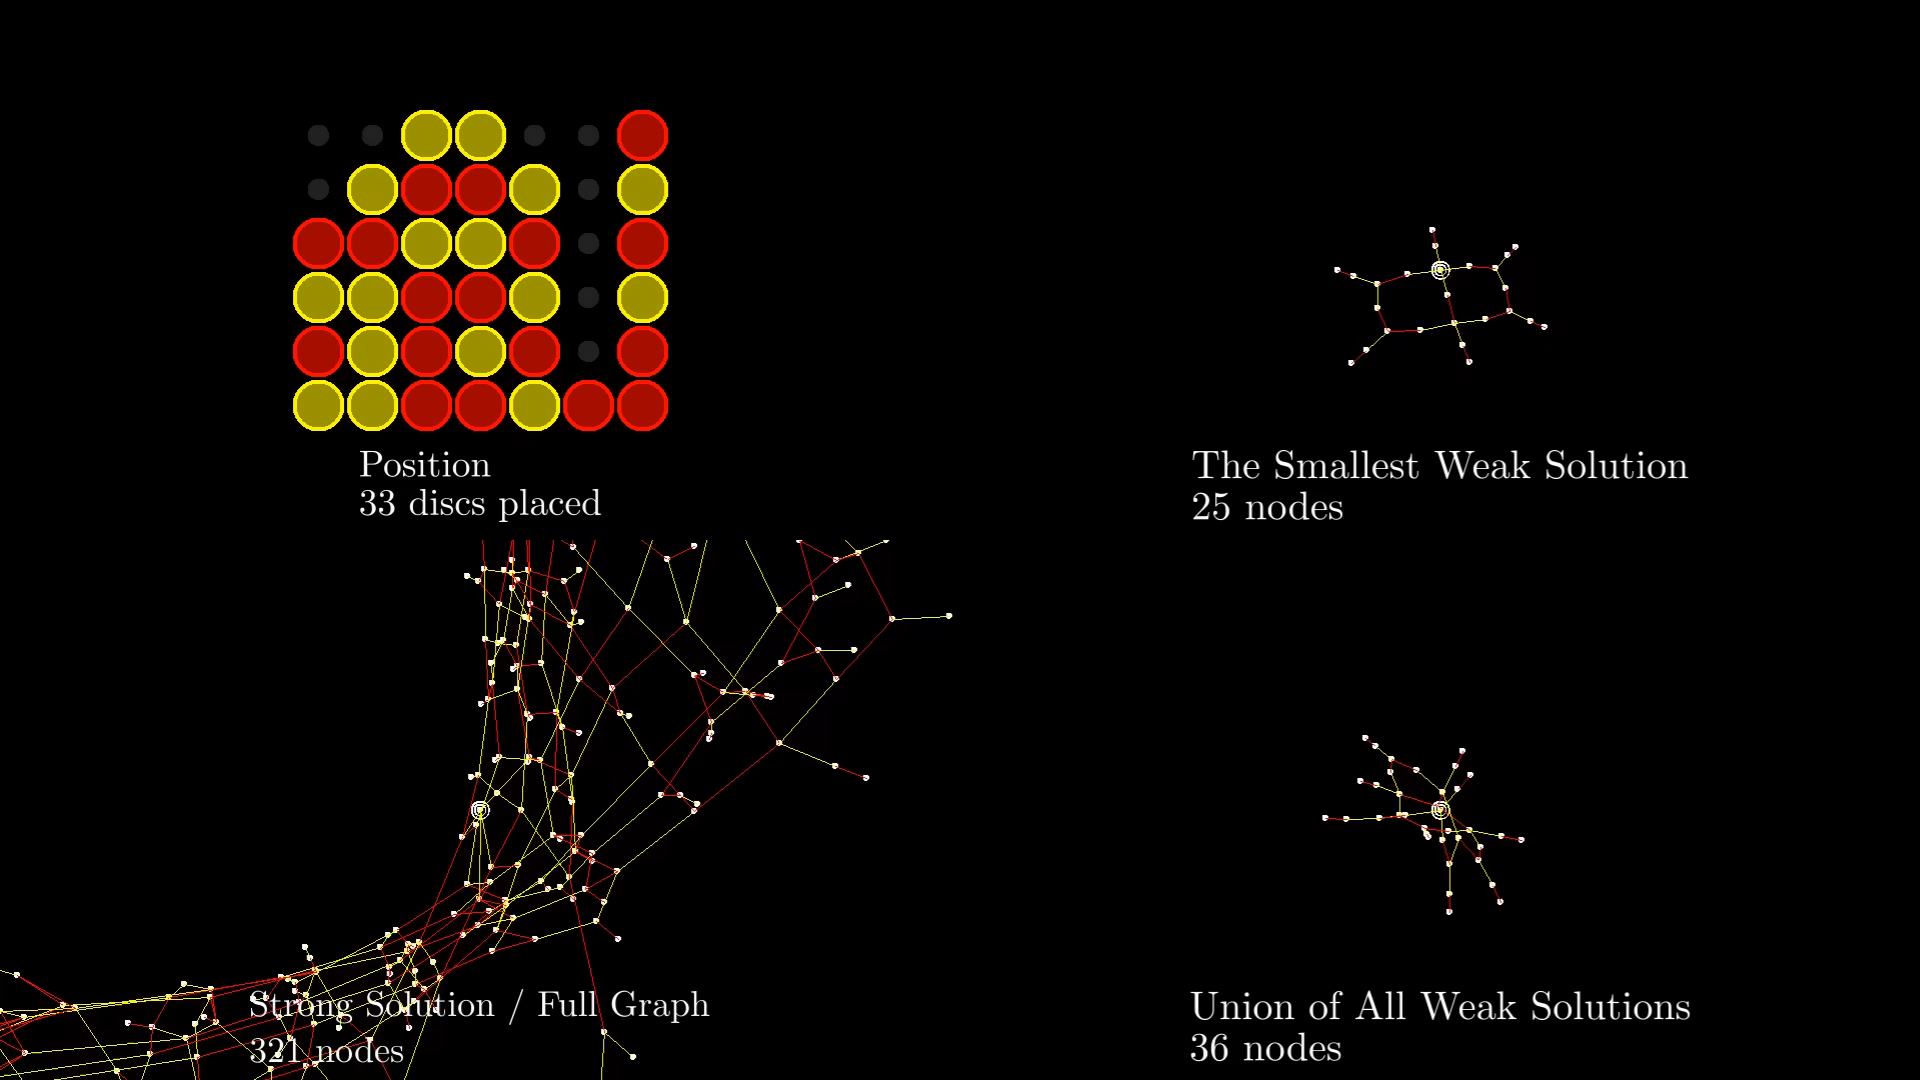 Position
33 discs placed
The Smallest Weak Solution
25 nodes
Strong Solution / Full Graph
321 nodes
Union of All Weak Solutions
36 nodes